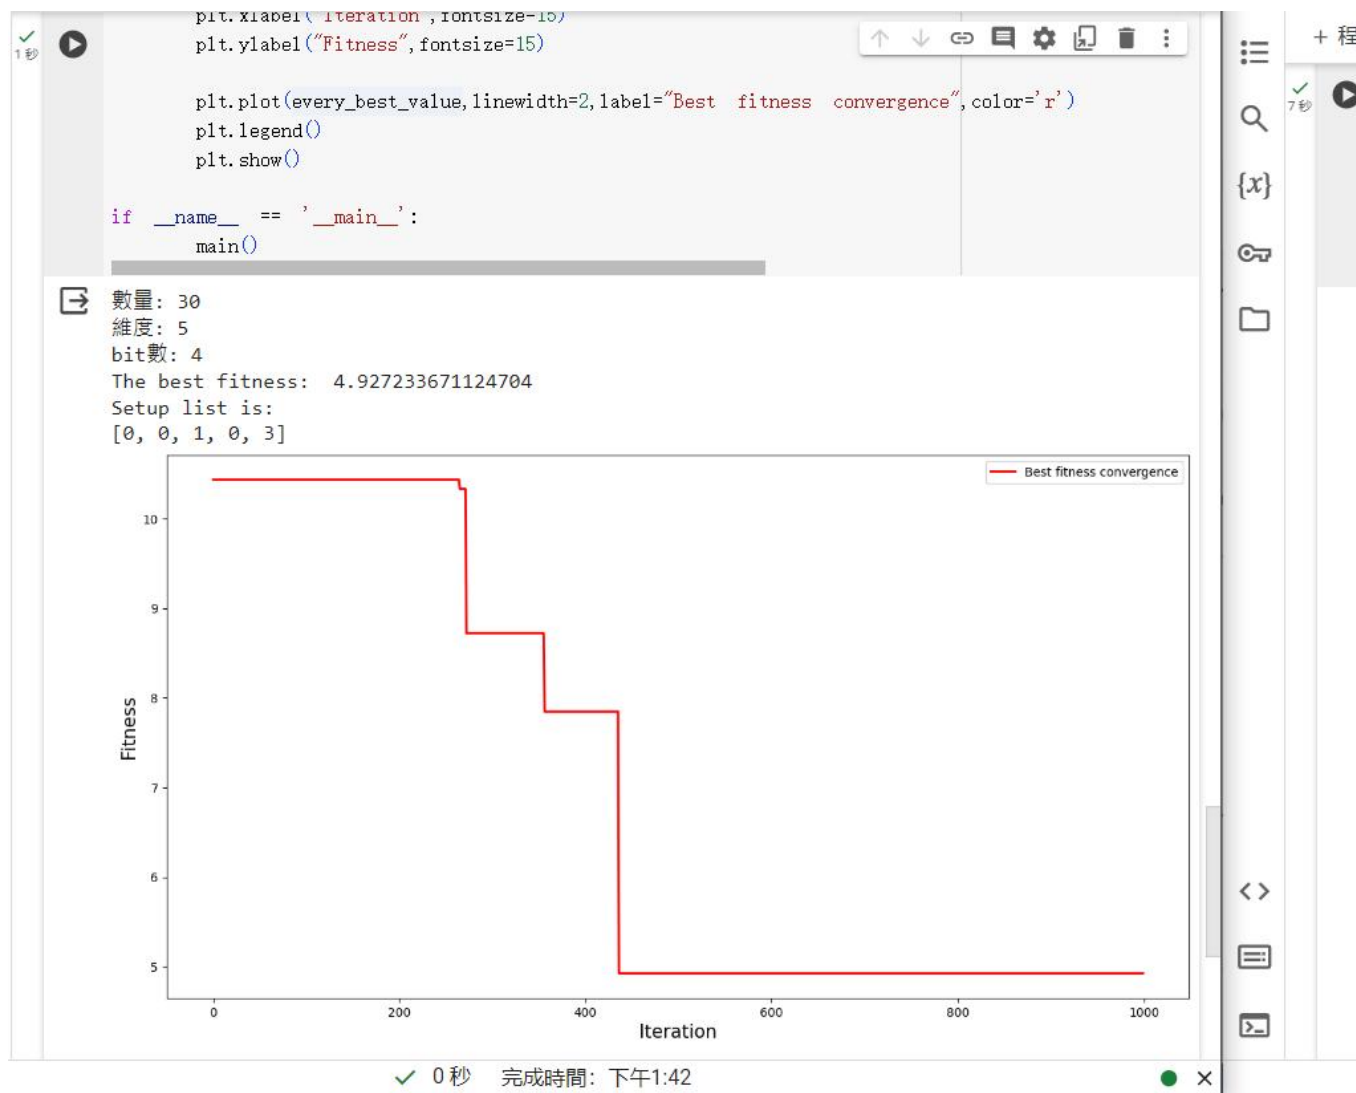 plt.xlabel("Iteration",fontsize=15)
plt.ylabel("Fitness",fontsize=15)
plt.plot(every_best_value,linewidth=2,label="Best fitness convergence",color='r')
plt.legend()
plt.show()
if __name__ == '__main__':
main()
1 秒
+ 程
7 秒
{x}
數量: 30
維度: 5
bit數: 4
The best fitness: 4.927233671124704
Setup list is:
[0, 0, 1, 0, 3]
Best fitness convergence
10
9
8
7
6
5
Fitness
0 200 400 600 800 1000
Iteration
0 秒 完成時間: 下午1:42